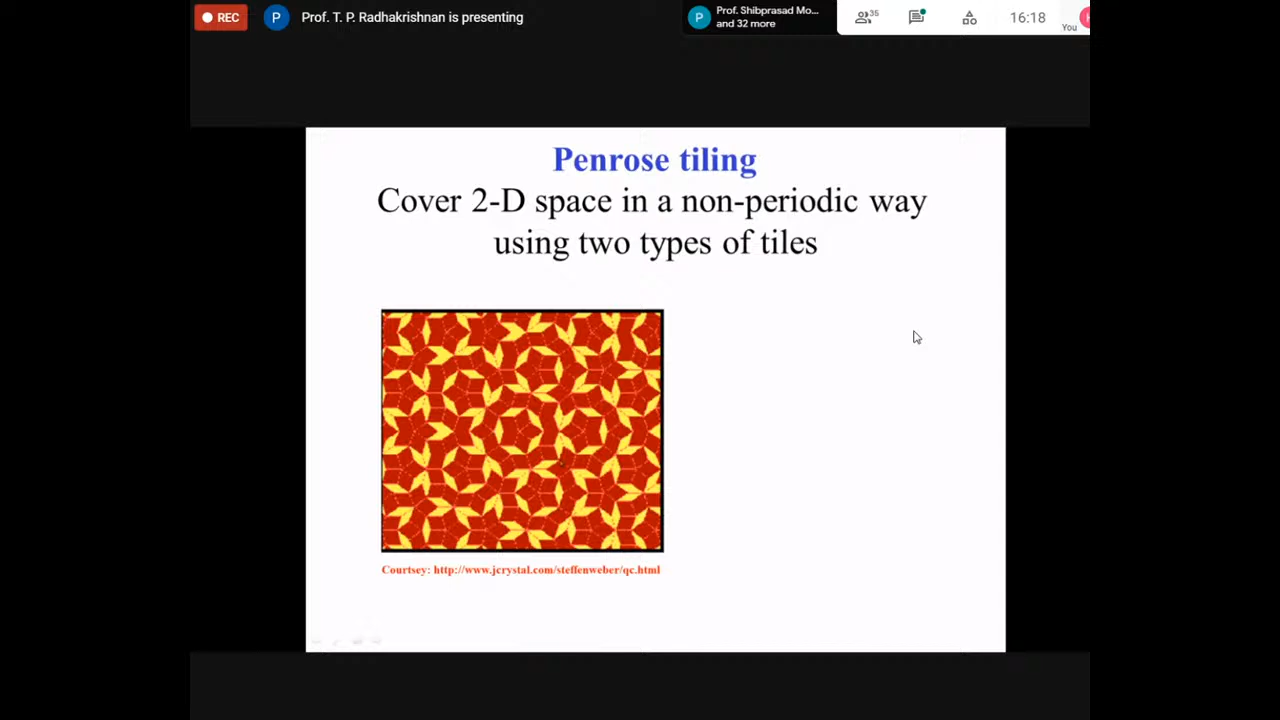 REC
P
Prof. T. P. Radhakrishnan is presenting
P
Prof. Shibprasad Mo...
and 32 more
35
16:18
You
Penrose tiling
Cover 2-D space in a non-periodic way
using two types of tiles
Courtsey: http://www.jcrystal.com/steffenweber/qc.html